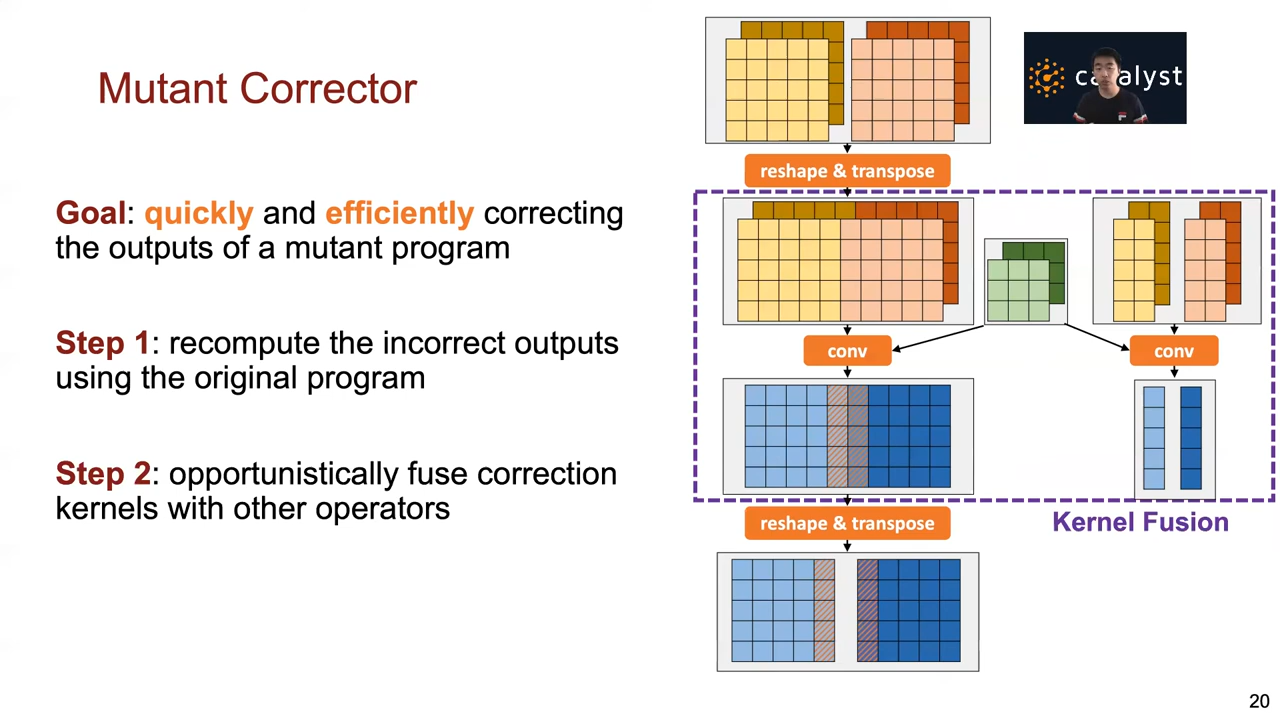 Mutant Corrector
Goal: quickly and efficiently correcting
the outputs of a mutant program
Step 1: recompute the incorrect outputs
using the original program
Step 2: opportunistically fuse correction
kernels with other operators
reshape & transpose
conv
conv
Kernel Fusion
reshape & transpose
20